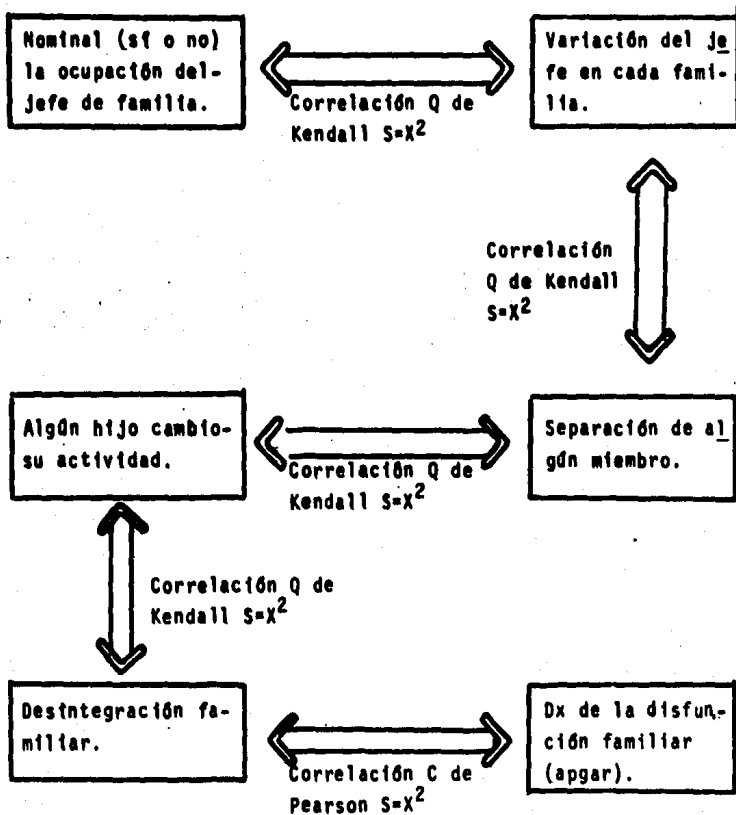 Nominal (sí o no)
la ocupación del-
jefe de familia.
Correlación Q de
Kendall S=X²
Variación del je
fe en cada fami-
lia.
Correlación
Q de Kendall
S=X²
Algún hijo cambio-
su actividad.
Correlación Q de
Kendall S=X²
Separación de al
gún miembro.
Correlación Q de
Kendall S=X²
Desintegración fa-
miliar.
Correlación C de
Pearson S=X²
Dx de la disfun-
ción familiar
(apgar).